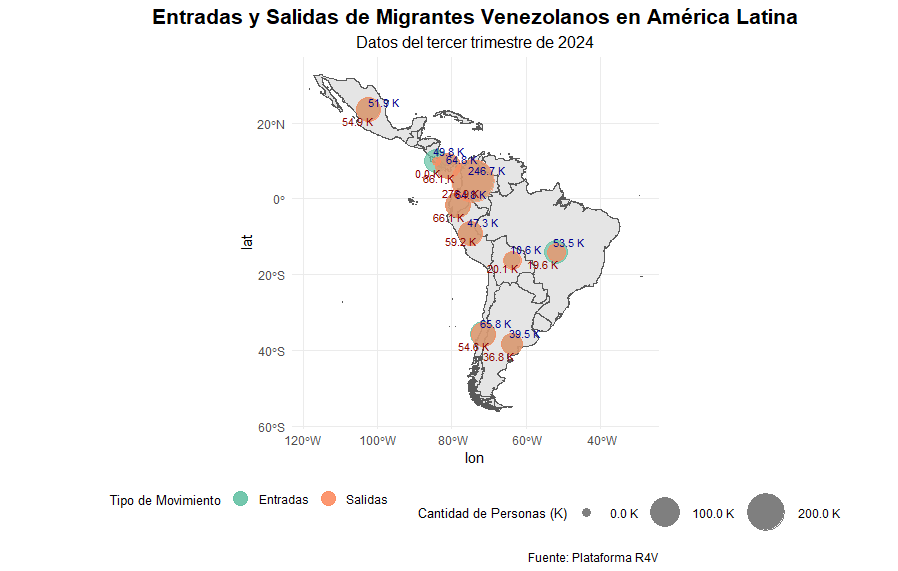 Entradas y Salidas de Migrantes Venezolanos en América Latina
Datos del tercer trimestre de 2024
51.9 K
54.9 K
49.8 K
64.8 K
0.0 K
66.1 K
246.7 K
64.8 K
66.1 K
47.3 K
59.2 K
10.6 K
53.5 K
20.1 K
19.6 K
65.8 K
39.5 K
54.6 K
36.8 K
20°N
0°
20°S
40°S
60°S
lat
120°W
100°W
80°W
60°W
40°W
lon
Tipo de Movimiento
Entradas
Salidas
Cantidad de Personas (K)
0.0 K
100.0 K
200.0 K
Fuente: Plataforma R4V